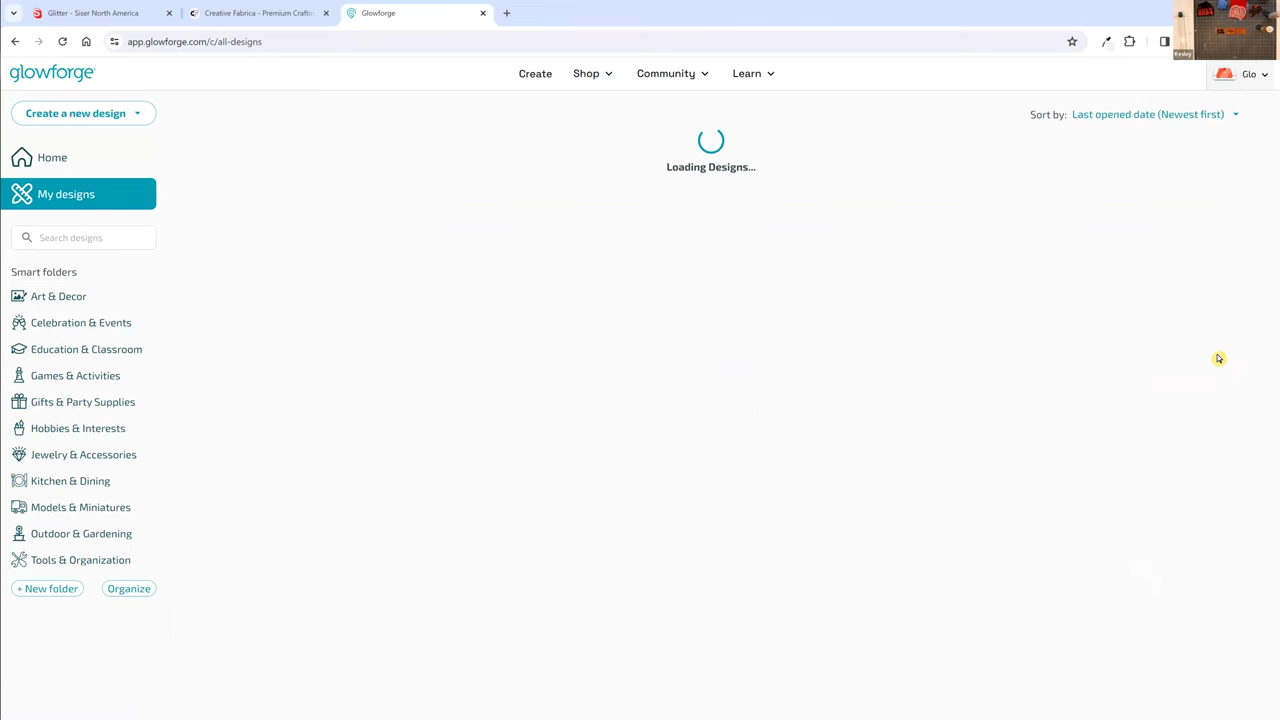 Glitter - Siser North America
Creative Fabrica - Premium Craftin
Glowforge
app.glowforge.com/c/all-designs
2024
Kesley
glowforge
Create Shop Community Learn
Glo
Create a new design
Sort by: Last opened date (Newest first)
Home
Loading Designs...
My designs
Search designs
Smart folders
Art & Decor
Celebration & Events
Education & Classroom
Games & Activities
Gifts & Party Supplies
Hobbies & Interests
Jewelry & Accessories
Kitchen & Dining
Models & Miniatures
Outdoor & Gardening
Tools & Organization
+ New folder Organize